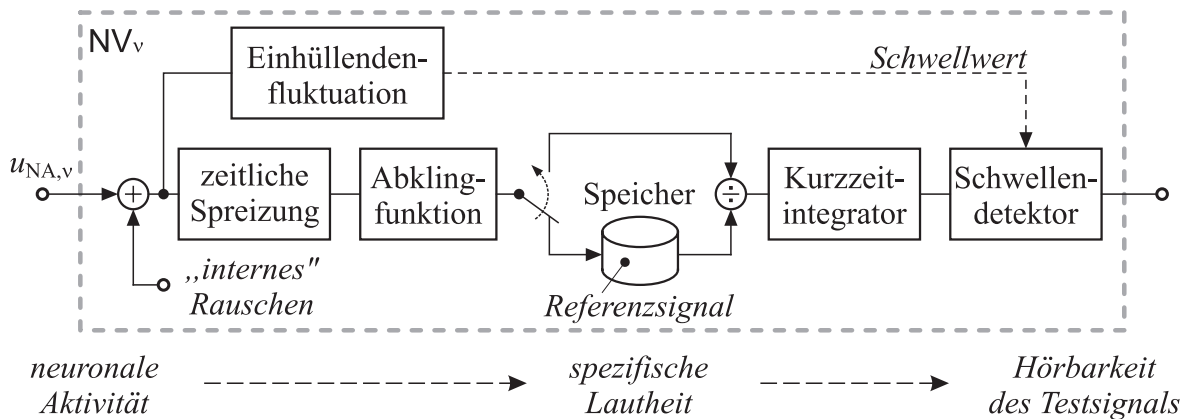 NVν
Einhüllenden-
fluktuation
Schwellwert
uNA,ν
+
zeitliche
Spreizung
Abkling-
funktion
Speicher
÷
Kurzzeit-
integrator
Schwellen-
detektor
„internes"
Rauschen
Referenzsignal
neuronale
Aktivität
spezifische
Lautheit
Hörbarkeit
des Testsignals